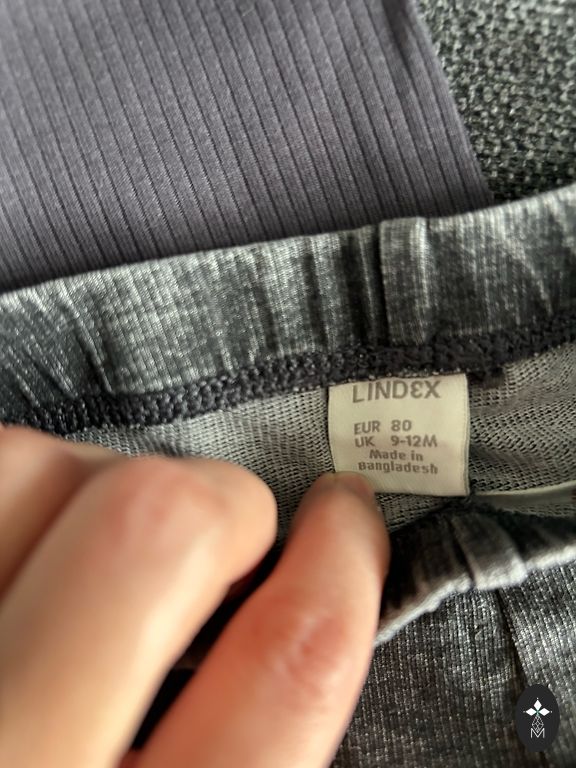 LINDEX
EUR 80
UK 9-12M
Made in
Bangladesh